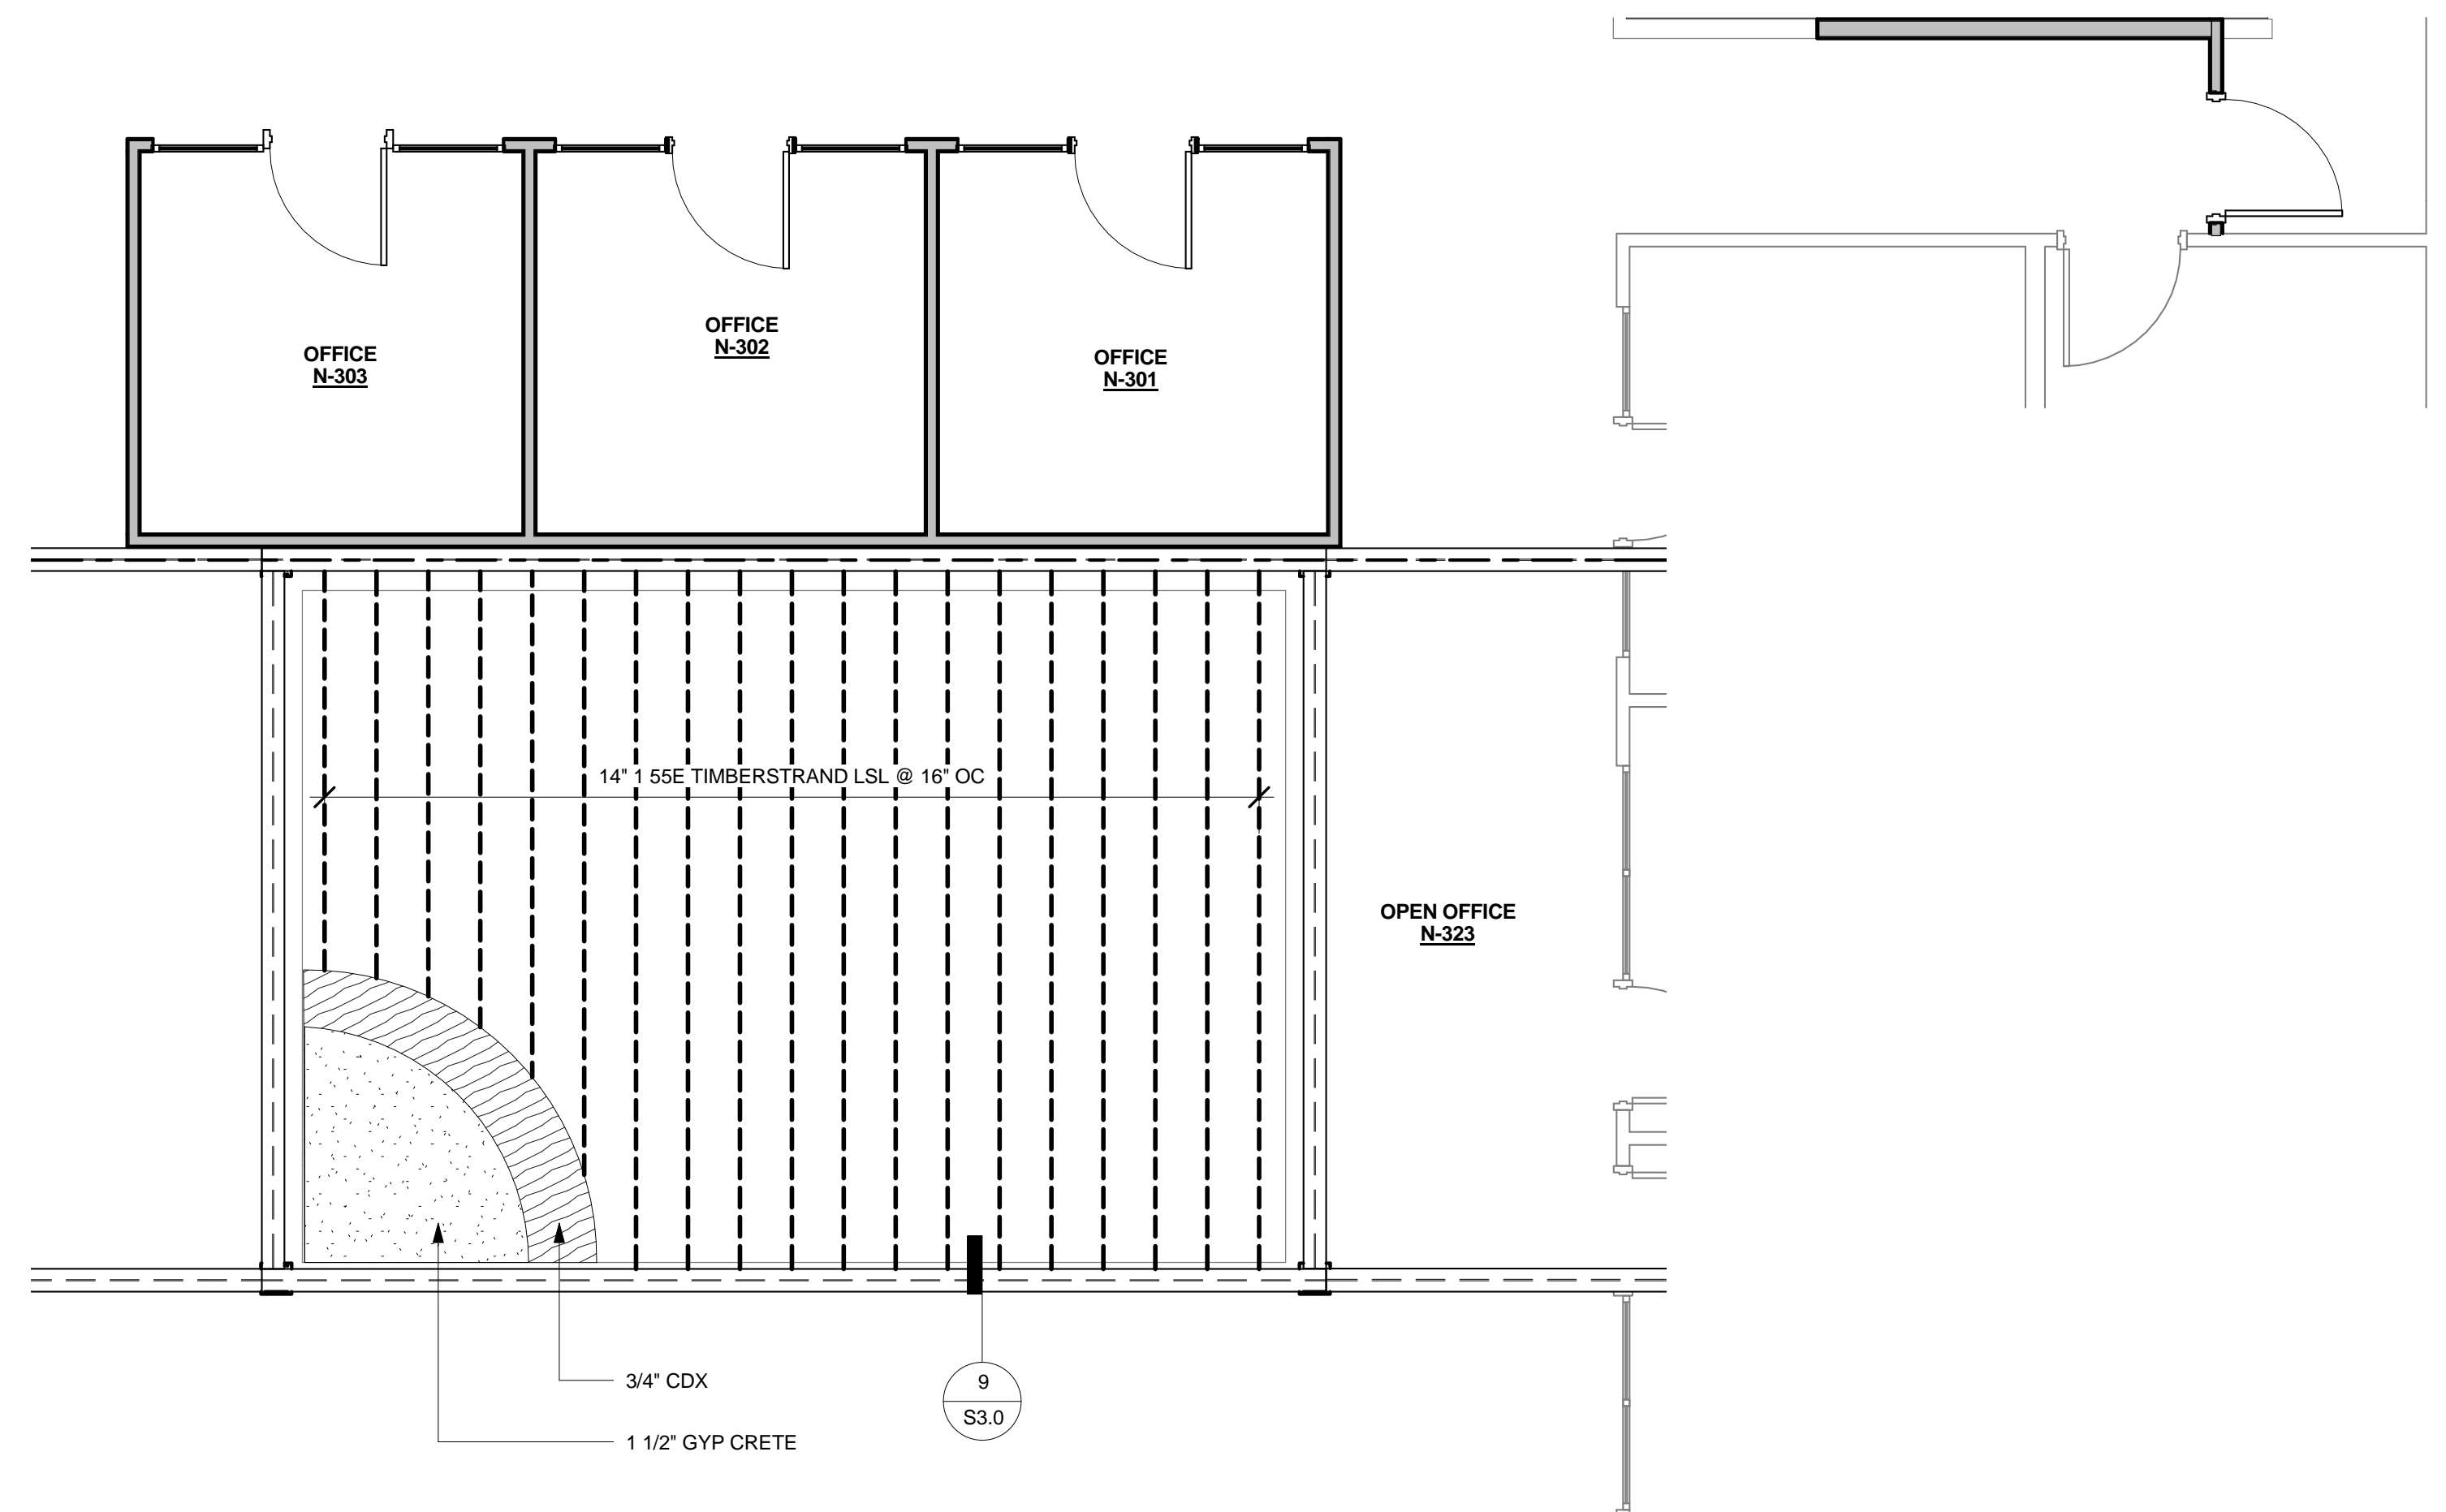 OFFICE
N-303
OFFICE
N-302
OFFICE
N-301
14" 1 55E TIMBERSTRAND LSL @ 16" OC
OPEN OFFICE
N-323
3/4" CDX
1 1/2" GYP CRETE
9
S3.0